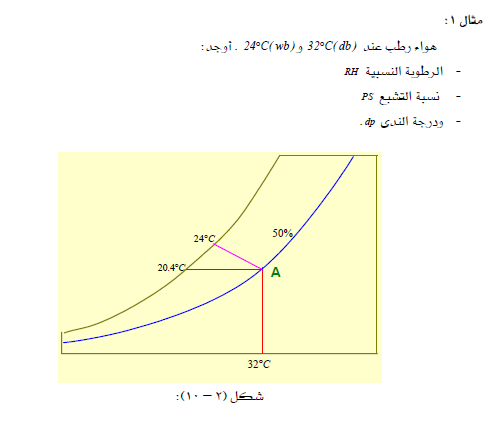 مثال ١:
هواء رطب عند 32°C(db) و 24°C(wb) . أوجد:
- الرطوبة النسبية RH
- نسبة التشبع PS
- ودرجة الندى dp.
24°C
50%
20.4°C
A
32°C
شكل (٢ – ١٠):